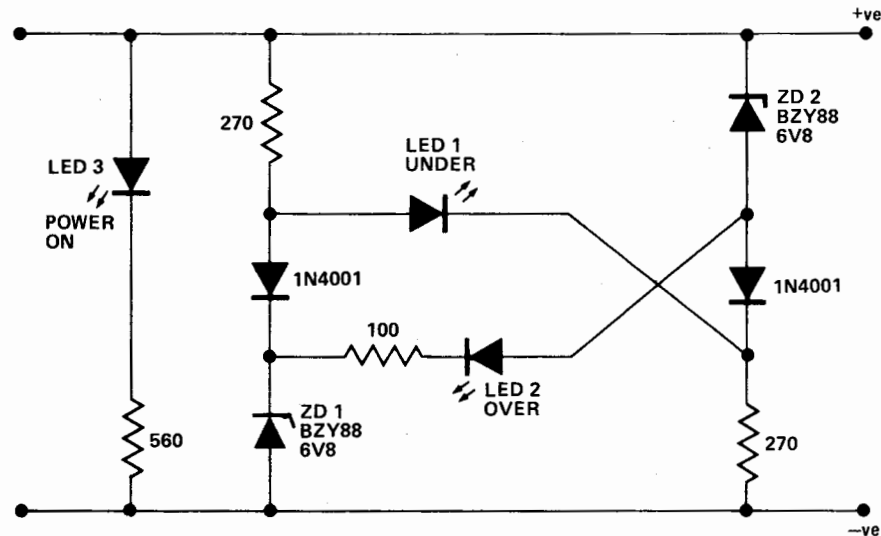 +ve
ZD 2
BZY88
6V8
270
LED 1
UNDER
LED 3
POWER
ON
1N4001
1N4001
100
LED 2
OVER
ZD 1
BZY88
6V8
560
270
−ve